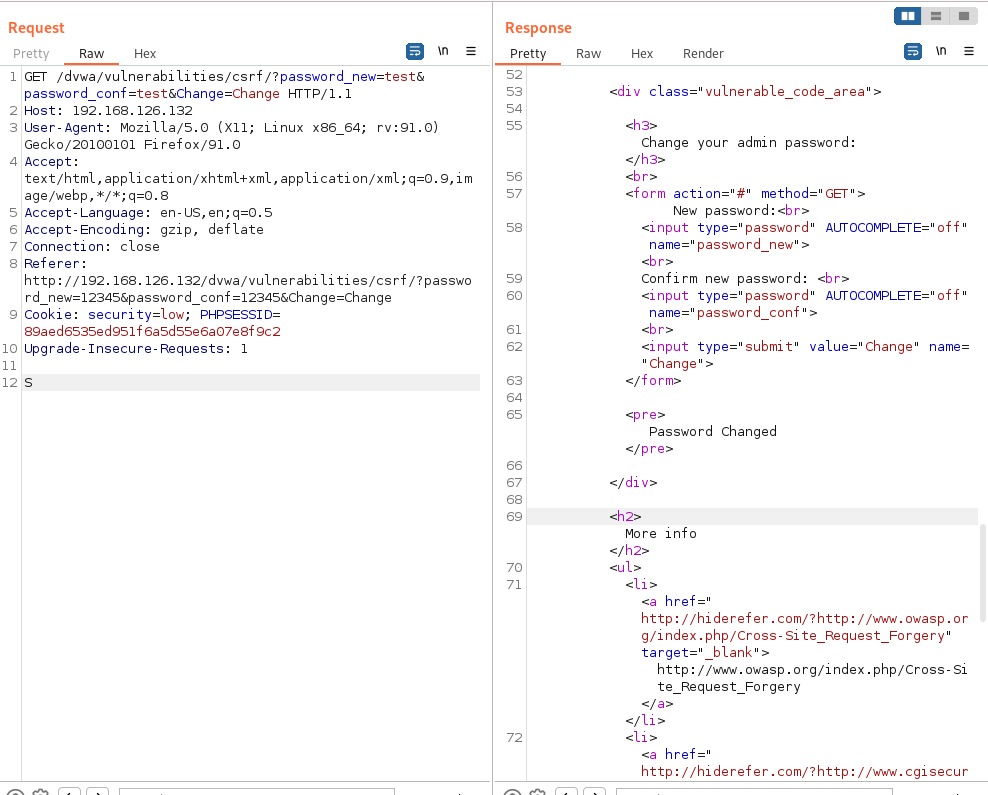 Request
Pretty Raw Hex
\n
1 GET /dvwa/vulnerabilities/csrf/?password_new=test&
password_conf=test&Change=Change HTTP/1.1
2 Host: 192.168.126.132
3 User-Agent: Mozilla/5.0 (X11; Linux x86_64; rv:91.0)
Gecko/20100101 Firefox/91.0
4 Accept:
text/html,application/xhtml+xml,application/xml;q=0.9,im
age/webp,*/*;q=0.8
5 Accept-Language: en-US,en;q=0.5
6 Accept-Encoding: gzip, deflate
7 Connection: close
8 Referer:
http://192.168.126.132/dvwa/vulnerabilities/csrf/?passwo
rd_new=12345&password_conf=12345&Change=Change
9 Cookie: security=low; PHPSESSID=
89aed6535ed951f6a5d55e6a07e8f9c2
10 Upgrade-Insecure-Requests: 1
11
12 S
Response
Pretty Raw Hex Render
\n
52
53 <div class="vulnerable_code_area">
54
55 <h3>
Change your admin password:
</h3>
56 <br>
57 <form action="#" method="GET">
New password:<br>
58 <input type="password" AUTOCOMPLETE="off"
name="password_new">
<br>
59 Confirm new password: <br>
60 <input type="password" AUTOCOMPLETE="off"
name="password_conf">
61 <br>
62 <input type="submit" value="Change" name=
"Change">
63 </form>
64
65 <pre>
Password Changed
</pre>
66
67 </div>
68
69 <h2>
More info
</h2>
70 <ul>
71 <li>
<a href="
http://hiderefer.com/?http://www.owasp.or
g/index.php/Cross-Site_Request_Forgery"
target="_blank">
http://www.owasp.org/index.php/Cross-Si
te_Request_Forgery
</a>
</li>
72 <li>
<a href="
http://hiderefer.com/?http://www.cgisecur